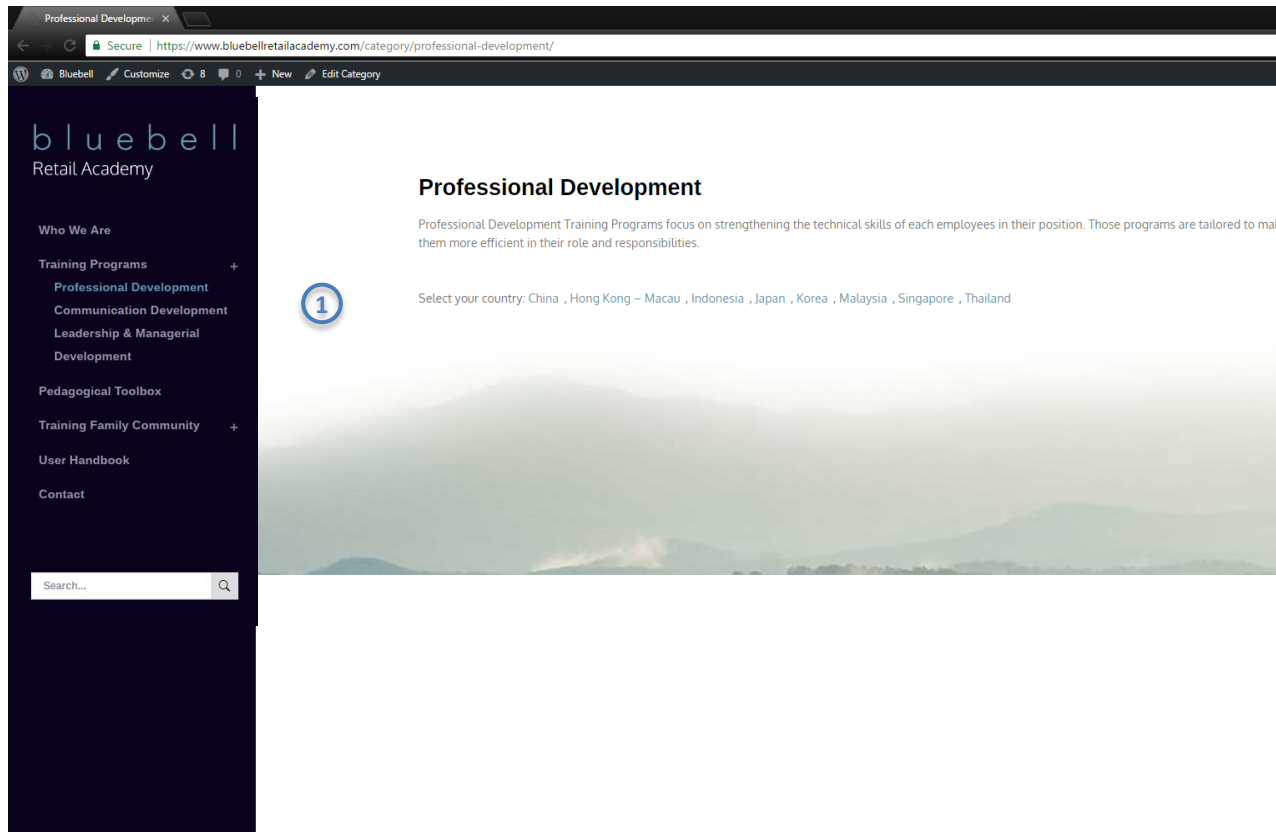 Professional Developme
Secure | https://www.bluebellretailacademy.com/category/professional-development/
Bluebell Customize 8 0 + New Edit Category
bluebell
Retail Academy
Professional Development
Professional Development Training Programs focus on strengthening the technical skills of each employees in their position. Those programs are tailored to
them more efficient in their role and responsibilities.
Who We Are
Training Programs +
Professional Development
Communication Development
Leadership & Managerial
Development
1
Select your country: China , Hong Kong – Macau , Indonesia , Japan , Korea , Malaysia , Singapore , Thailand
Pedagogical Toolbox
Training Family Community +
User Handbook
Contact
Search...